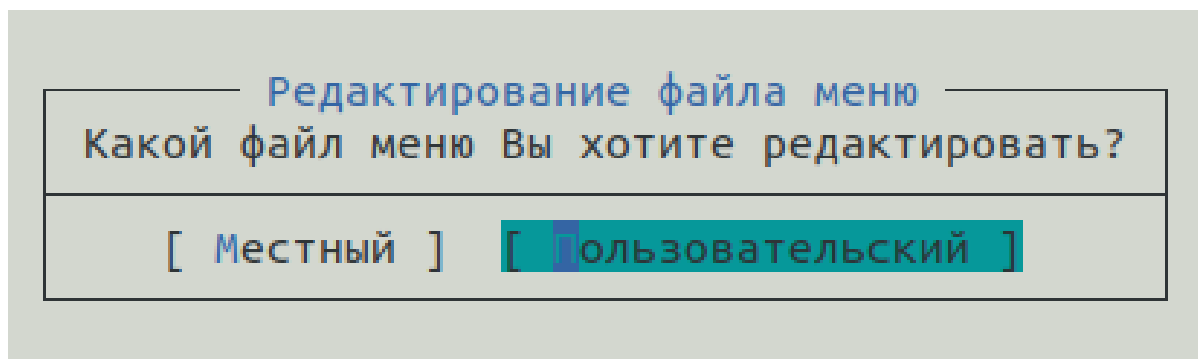 Редактирование файла меню
Какой файл меню Вы хотите редактировать?
[ Местный ] [ Пользовательский ]